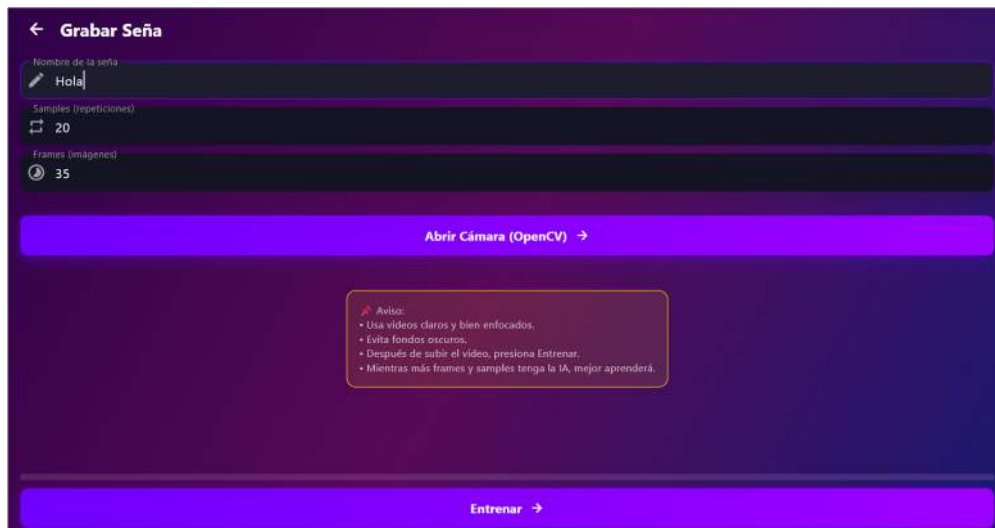 ← Grabar Seña
Nombre de la seña
Hola
Samples (repeticiones)
20
Frames (imágenes)
35
Abrir Cámara (OpenCV) →
📌 Aviso:
• Usa videos claros y bien enfocados.
• Evita fondos oscuros.
• Después de subir el video, presiona Entrenar.
• Mientras más frames y samples tenga la IA, mejor aprenderá.
Entrenar →